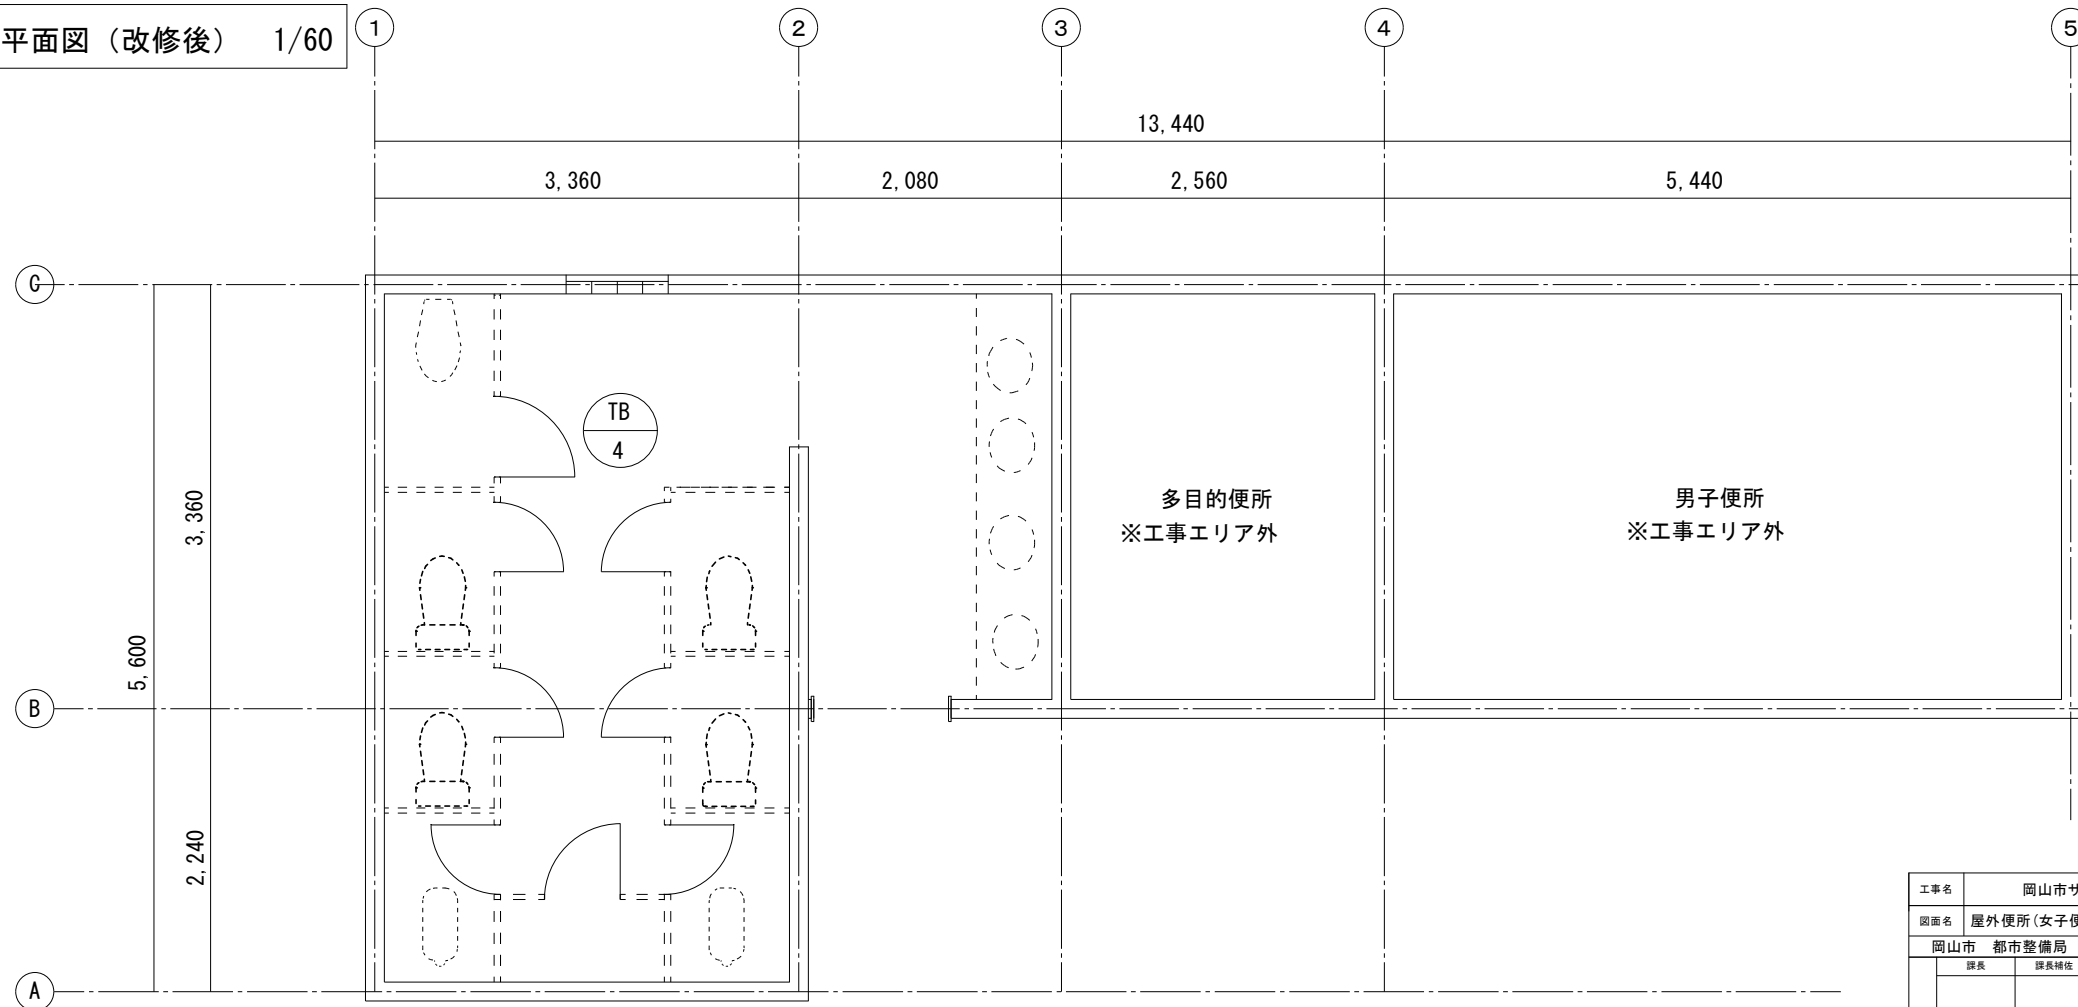 平面図（改修後）　1/60
1
2
3
4
5
13,440
3,360
2,080
2,560
5,440
C
TB
4
3,360
多目的便所
※工事エリア外
男子便所
※工事エリア外
5,600
B
2,240
A
工事名
岡山市サ
図面名
屋外便所(女子便
岡山市　都市整備局
課長
課長補佐